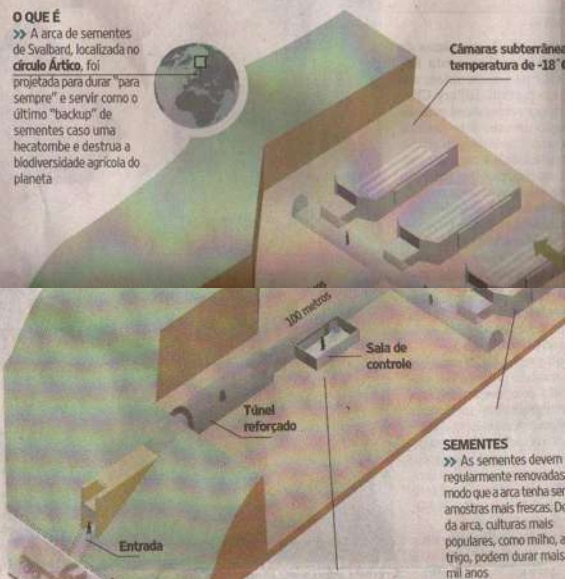 O QUE É
>> A arca de sementes
de Svalbard, localizada no
círculo Ártico, foi
projetada para durar "para
sempre" e servir como o
último "backup" de
sementes caso uma
hecatombe e destrua a
biodiversidade agrícola do
planeta
Câmaras subterrânea
temperatura de -18°C
100 metros
Sala de
controle
Túnel
reforçado
Entrada
SEMENTES
>> As sementes devem
regularmente renovadas
modo que a arca tenha
amostras mais frescas.
da arca, culturas mais
populares, como milho,
trigo, podem durar mais
mil anos